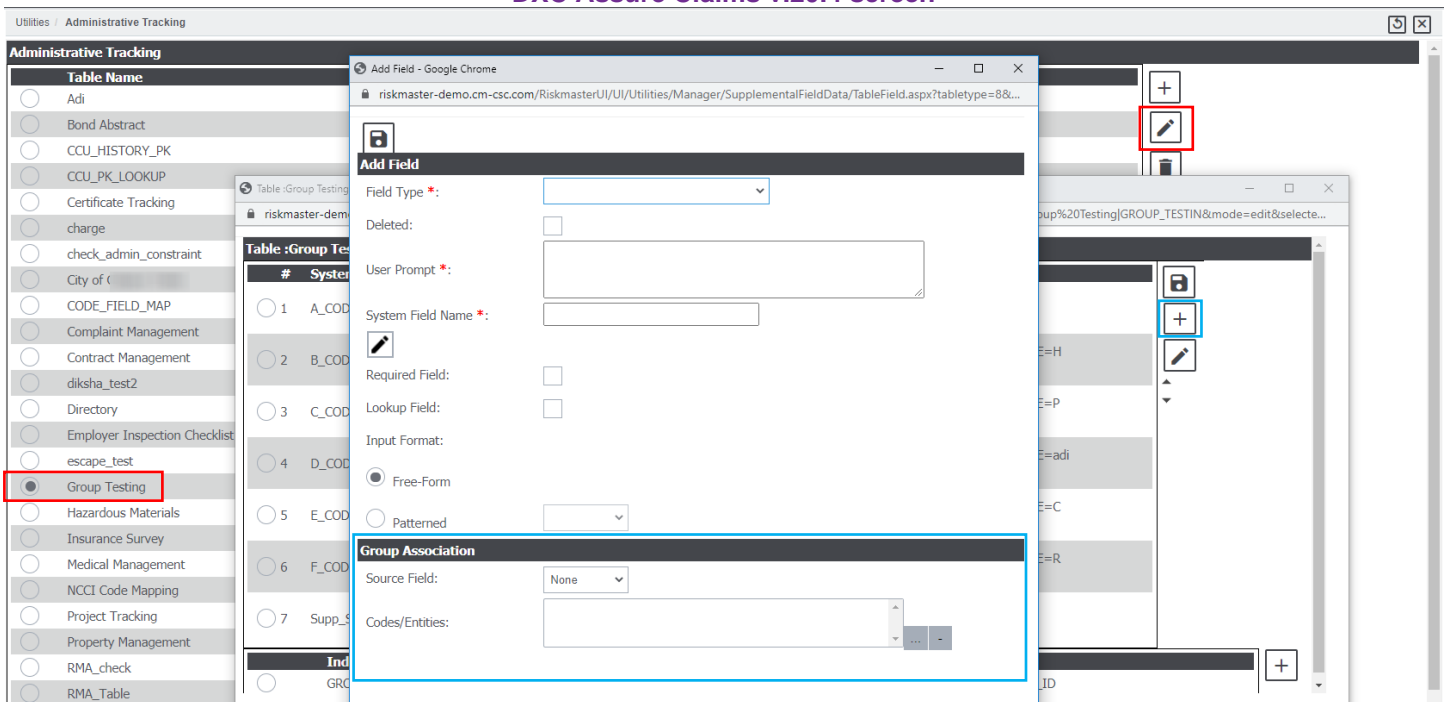 Utilities / Administrative Tracking
Administrative Tracking
Table Name
Adi
Bond Abstract
CCU_HISTORY_PK
CCU_PK_LOOKUP
Certificate Tracking
charge
check_admin_constraint
City of
CODE_FIELD_MAP
Complaint Management
Contract Management
diksha_test2
Directory
Employer Inspection Checklist
escape_test
Group Testing
Hazardous Materials
Insurance Survey
Medical Management
NCCI Code Mapping
Project Tracking
Property Management
RMA_check
RMA_Table
Table :Group Testing
riskmaster-dem
oup%20Testing|GROUP_TESTIN&mode=edit&selecte...
Table :Group Tes
# System
1 A_COD
2 B_COD E=H
3 C_COD E=P
4 D_COD E=adi
5 E_COD E=C
6 F_COD E=R
7 Supp_S
Ind
GRO _ID
Add Field - Google Chrome
riskmaster-demo.cm-csc.com/RiskmasterUI/UI/Utilities/Manager/SupplementalFieldData/TableField.aspx?tabletype=8&...
Add Field
Field Type *:
Deleted:
User Prompt *:
System Field Name *:
Required Field:
Lookup Field:
Input Format:
Free-Form
Patterned
Group Association
Source Field: None
Codes/Entities:
... -